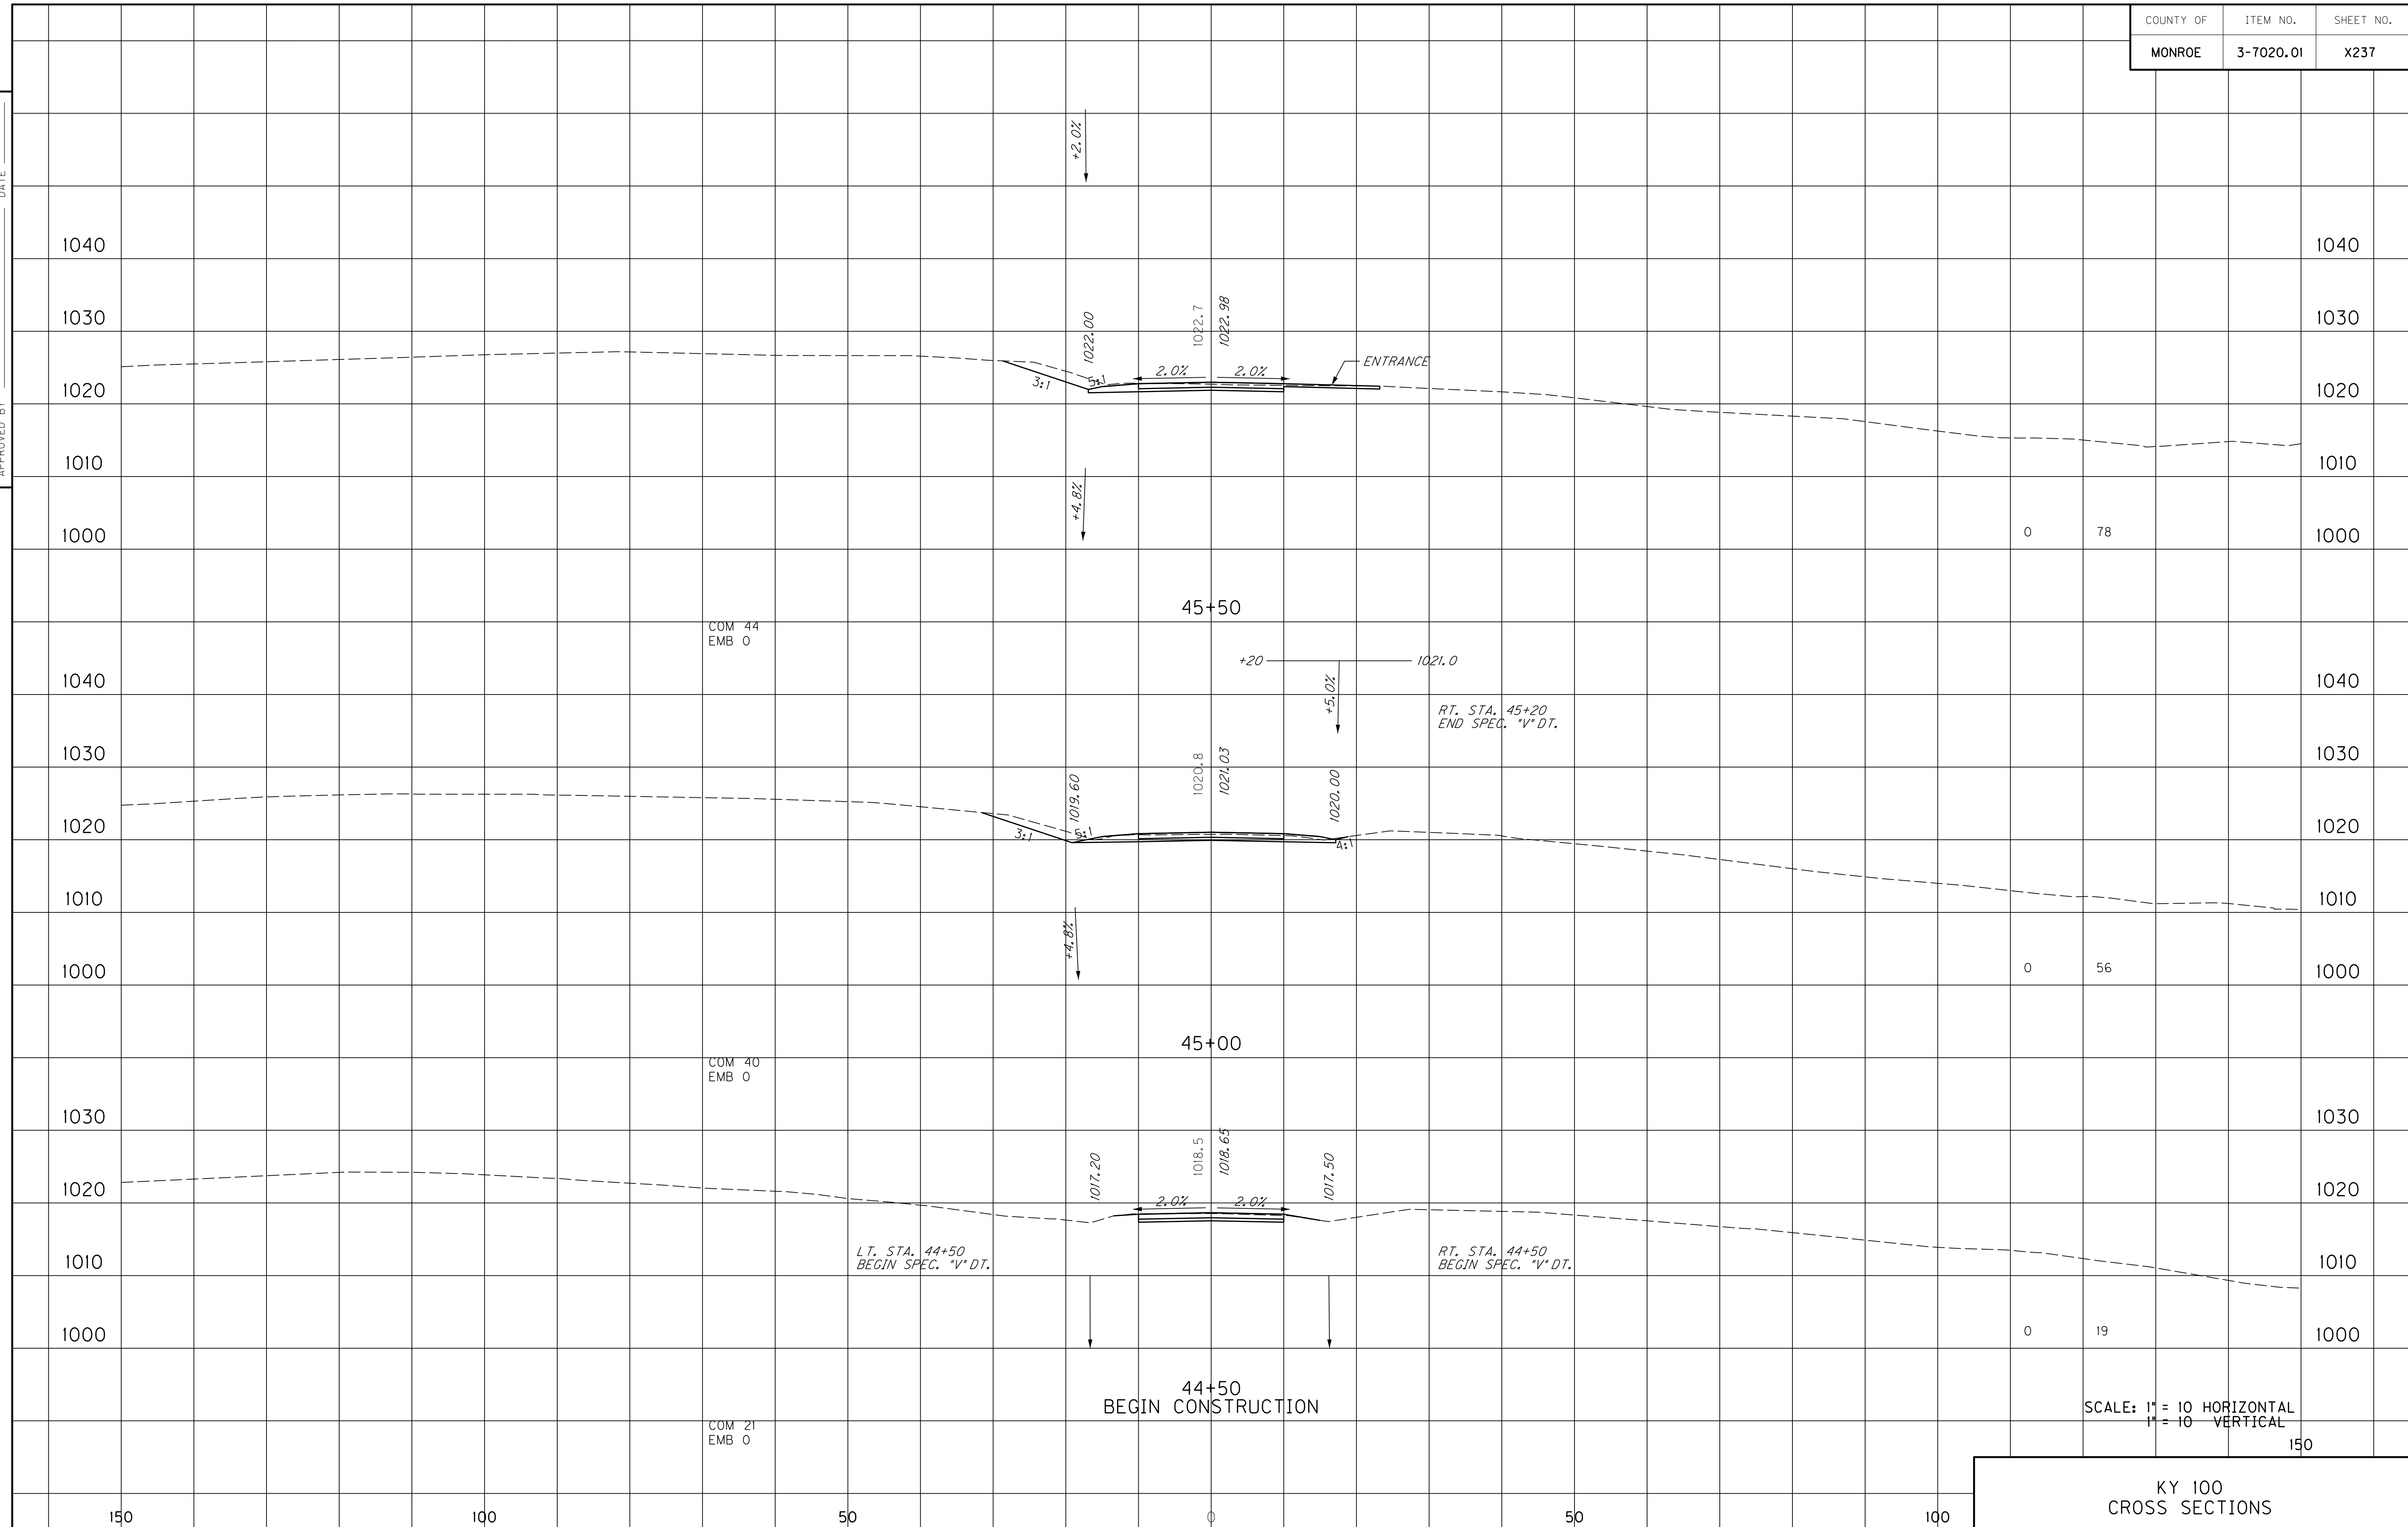 COUNTY OF ITEM NO. SHEET NO.
MONROE 3-7020.01 X237
DATE
APPROVED BY
+2.0%
1040 1040
1030 1022.00 1022.7 1022.98 1030
ENTRANCE
3:1 5:1 2.0% 2.0%
1020 1020
1010 1010
+4.8%
1000 0 78 1000
45+50
COM 44
EMB 0
+20 1021.0
1040 +5.0% 1040
RT. STA. 45+20
END SPEC. "V" DT.
1030 1019.60 1020.8 1021.03 1020.00 1030
1020 3:1 5:1 4:1 1020
1010 1010
+4.8%
1000 0 56 1000
45+00
COM 40
EMB 0
1030 1030
1017.20 1018.5 1018.65 1017.50
1020 2.0% 2.0% 1020
LT. STA. 44+50
BEGIN SPEC. "V" DT.
RT. STA. 44+50
BEGIN SPEC. "V" DT.
1010 1010
1000 0 19 1000
44+50
BEGIN CONSTRUCTION
COM 21
EMB 0
SCALE: 1" = 10 HORIZONTAL
1" = 10 VERTICAL
150
KY 100
CROSS SECTIONS
150 100 50 0 50 100